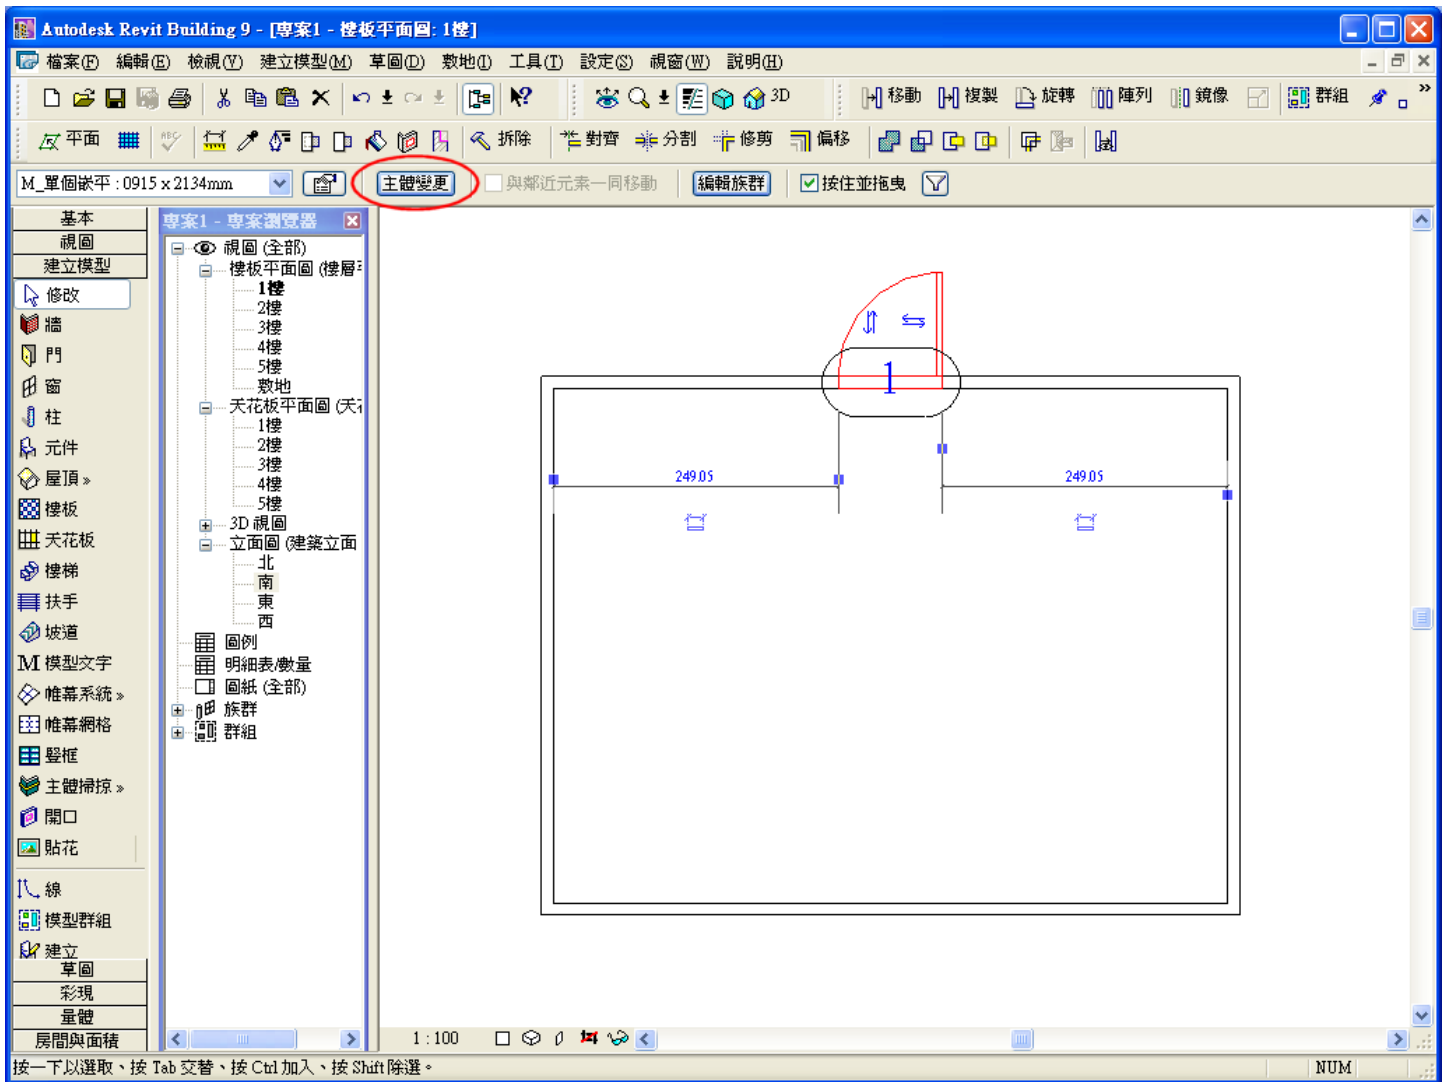 Autodesk Revit Building 9 - [專案1 - 樓板平面圖: 1樓]
檔案(F) 編輯(E) 檢視(V) 建立模型(M) 草圖(D) 敷地(I) 工具(T) 設定(S) 視窗(W) 說明(H)
3D 移動 複製 旋轉 陣列 鏡像 群組
平面 ABC 拆除 對齊 分割 修剪 偏移
M_單個嵌平 : 0915 x 2134mm 主體變更 與鄰近元素一同移動 編輯族群 按住並拖曳
基本
視圖
建立模型
修改
牆
門
窗
柱
元件
屋頂 »
樓板
天花板
樓梯
扶手
坡道
模型文字
帷幕系統 »
帷幕網格
豎框
主體掃掠 »
開口
貼花
線
模型群組
建立
草圖
彩現
量體
房間與面積
專案1 - 專案瀏覽器
視圖 (全部)
樓板平面圖 (樓層
1樓
2樓
3樓
4樓
5樓
敷地
天花板平面圖 (天
1樓
2樓
3樓
4樓
5樓
3D 視圖
立面圖 (建築立面
北
南
東
西
圖例
明細表/數量
圖紙 (全部)
族群
群組
1
249.05 249.05
1 : 100
按一下以選取、按 Tab 交替、按 Ctrl 加入、按 Shift 除選。 NUM